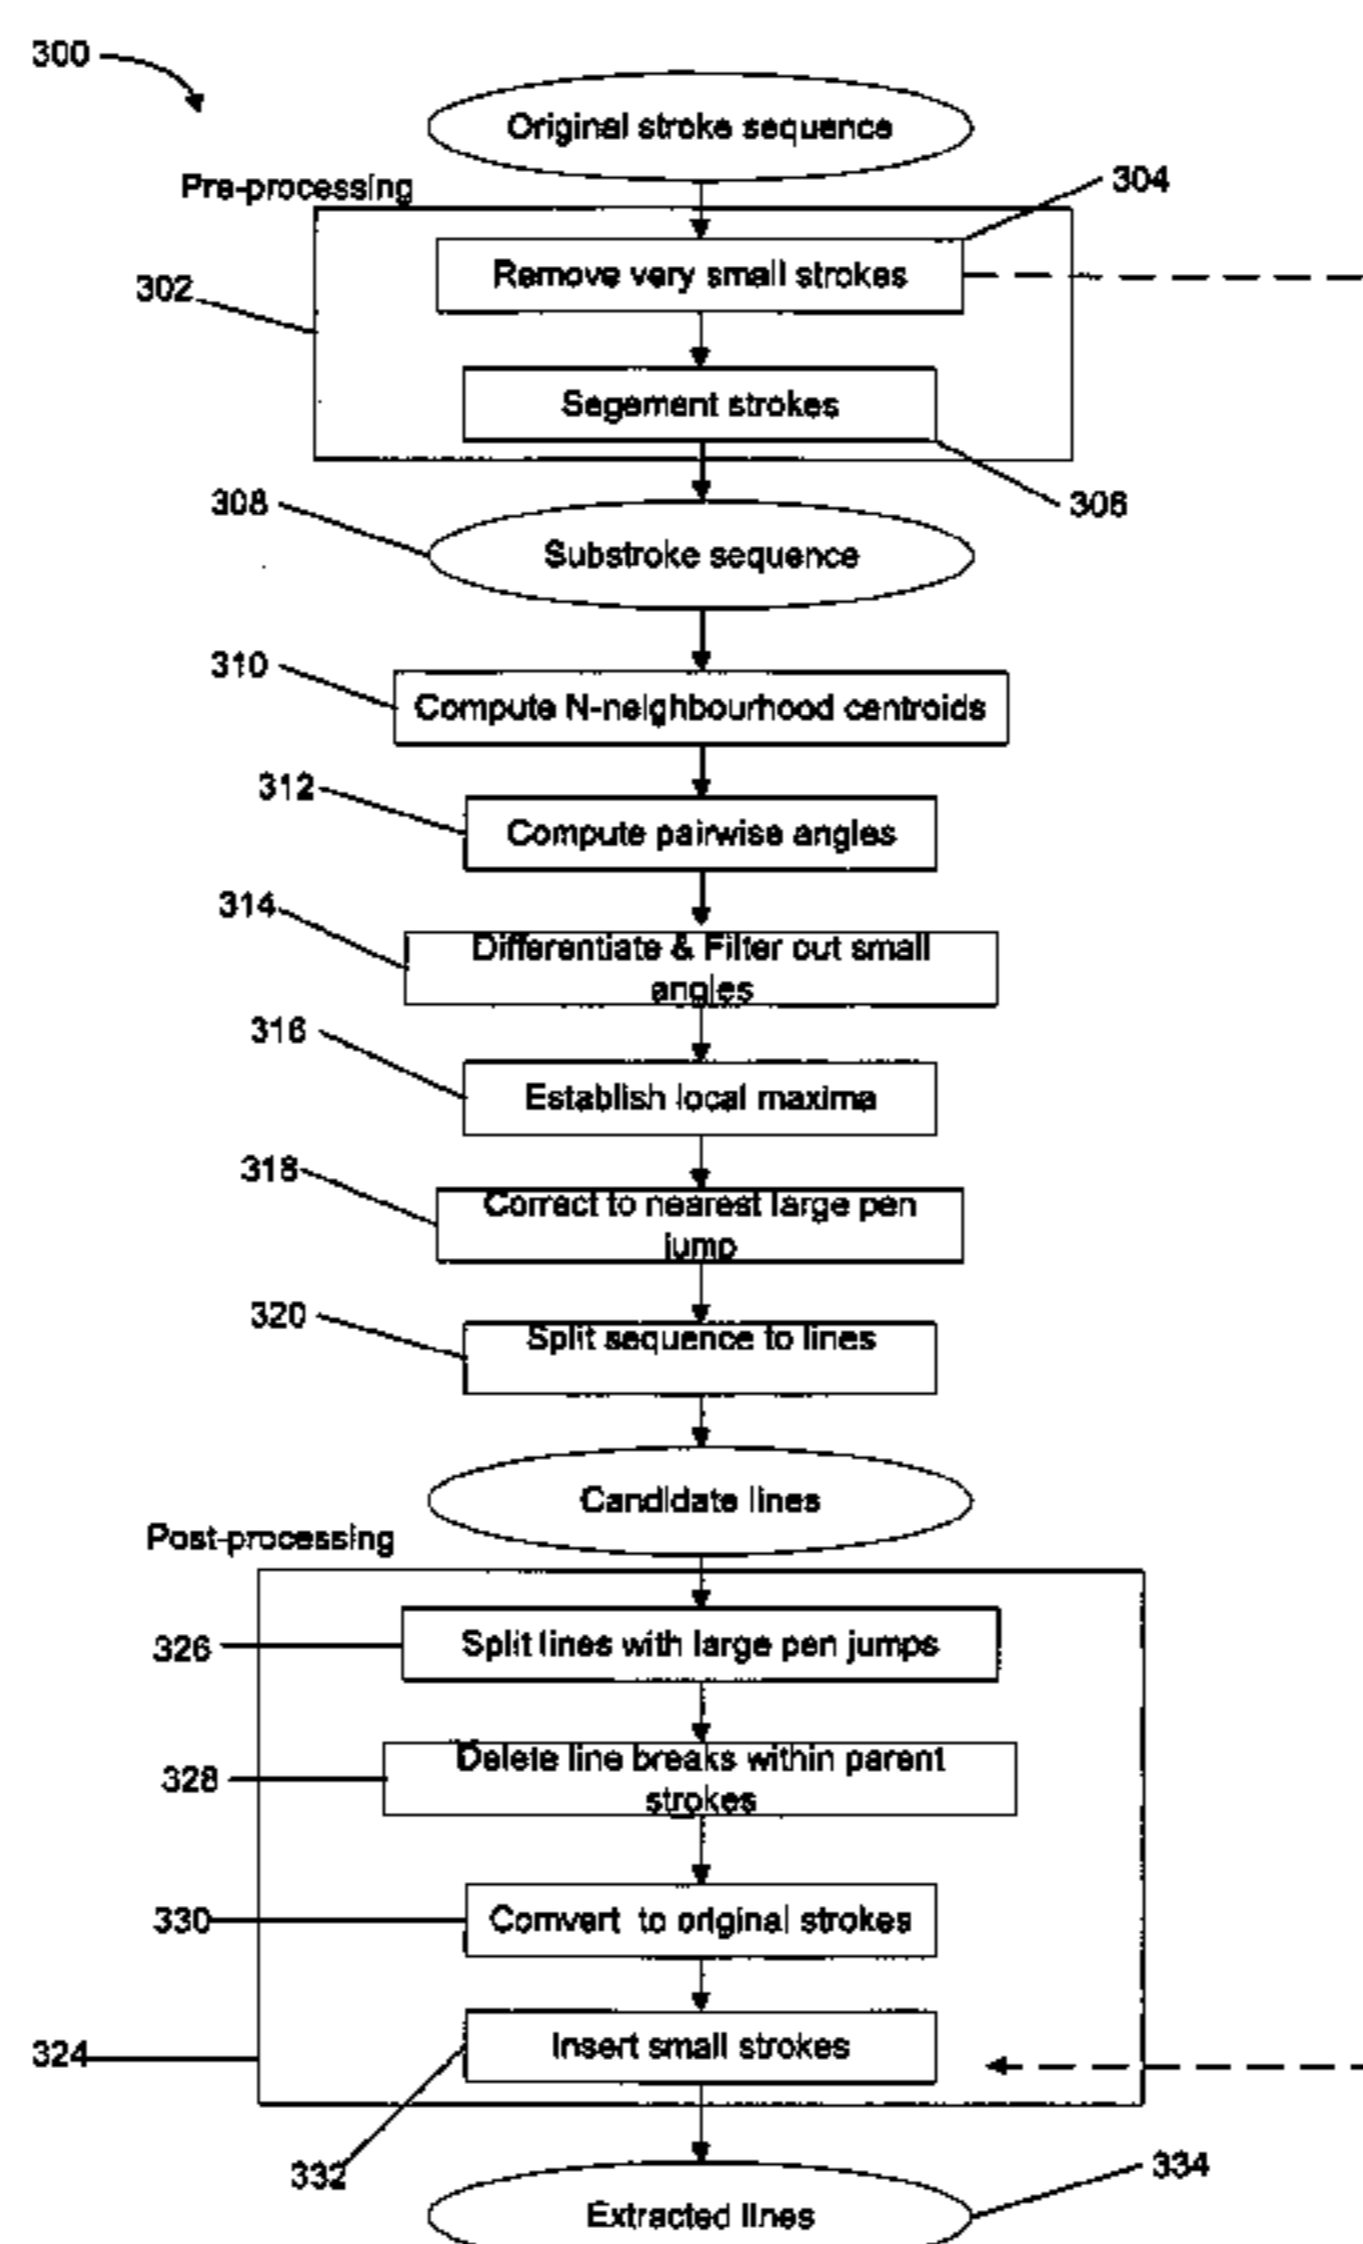 300
Original stroke sequence
Pre-processing
304
Remove very small strokes
302
Segement strokes
308
306
Substroke sequence
310
Compute N-neighbourhood centroids
312
Compute pairwise angles
314
Differentiate & Filter out small
angles
316
Establish local maxima
318
Correct to nearest large pen
jump
320
Split sequence to lines
Candidate lines
Post-processing
326
Split lines with large pen jumps
328
Delete line breaks within parent
strokes
330
Comvert to original strokes
324
Insert small strokes
332
334
Extracted lines